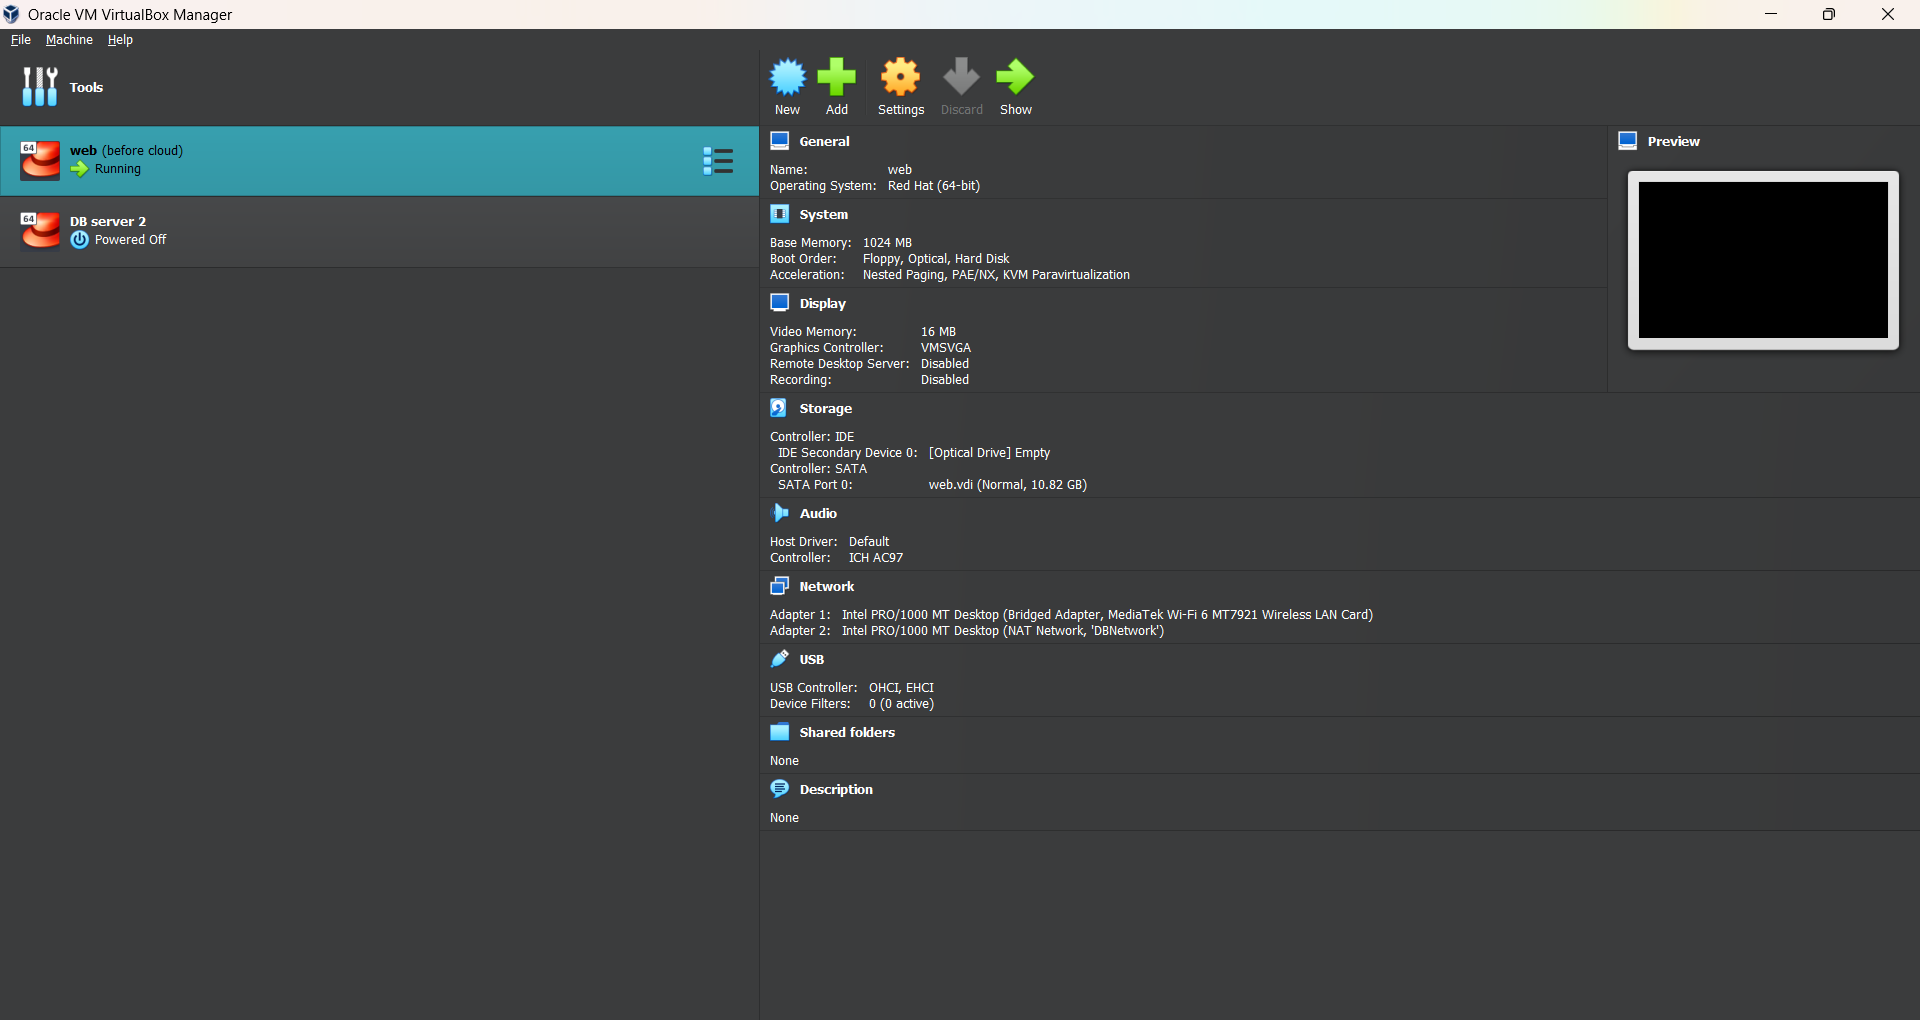 Oracle VM VirtualBox Manager
File Machine Help
Tools
New Add Settings Discard Show
64 web (before cloud)
Running
64 DB server 2
Powered Off
General
Name: web
Operating System: Red Hat (64-bit)
System
Base Memory: 1024 MB
Boot Order: Floppy, Optical, Hard Disk
Acceleration: Nested Paging, PAE/NX, KVM Paravirtualization
Display
Video Memory: 16 MB
Graphics Controller: VMSVGA
Remote Desktop Server: Disabled
Recording: Disabled
Preview
Storage
Controller: IDE
IDE Secondary Device 0: [Optical Drive] Empty
Controller: SATA
SATA Port 0: web.vdi (Normal, 10.82 GB)
Audio
Host Driver: Default
Controller: ICH AC97
Network
Adapter 1: Intel PRO/1000 MT Desktop (Bridged Adapter, MediaTek Wi-Fi 6 MT7921 Wireless LAN Card)
Adapter 2: Intel PRO/1000 MT Desktop (NAT Network, 'DBNetwork')
USB
USB Controller: OHCI, EHCI
Device Filters: 0 (0 active)
Shared folders
None
Description
None